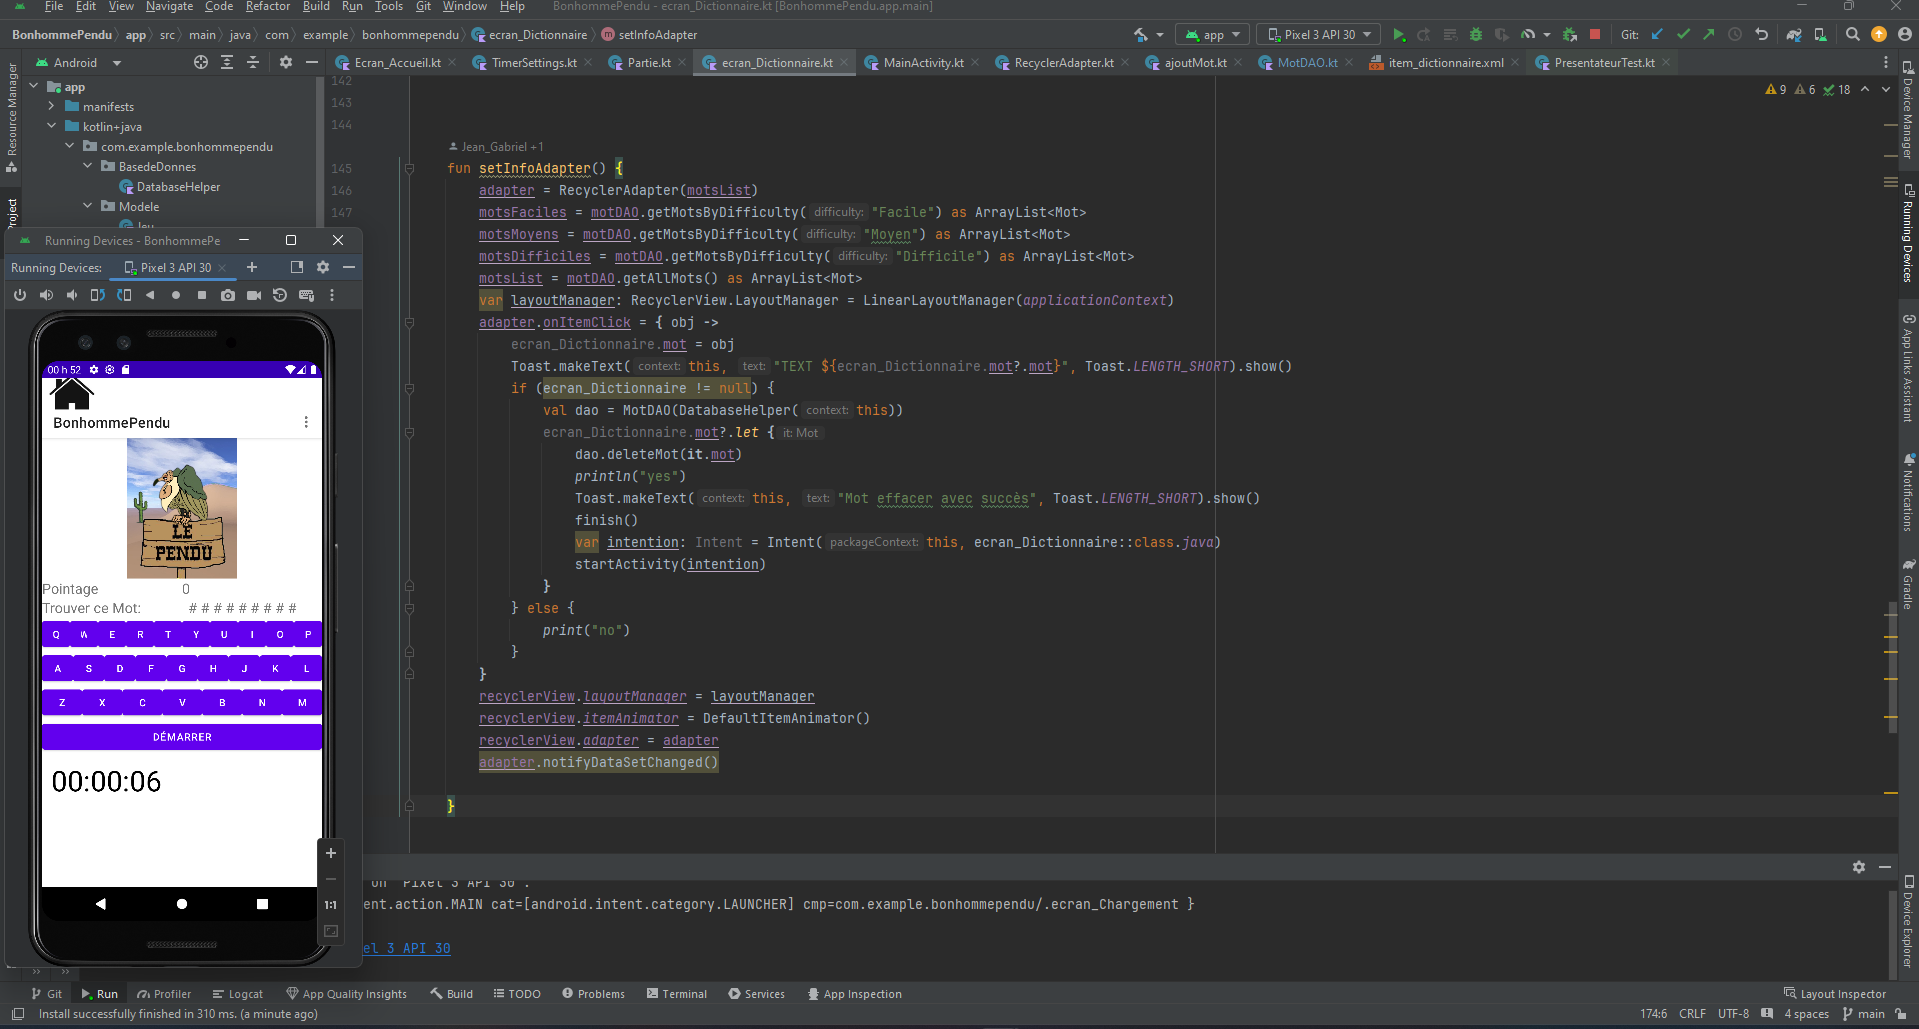 File Edit View Navigate Code Refactor Build Run Tools Git Window Help BonhommePendu - ecran_Dictionnaire.kt [BonhommePendu.app.main]
BonhommePendu app src main java com example bonhommependu ecran_Dictionnaire setInfoAdapter app Pixel 3 API 30 Git:
Android Ecran_Accueil.kt TimerSettings.kt Partie.kt ecran_Dictionnaire.kt MainActivity.kt RecyclerAdapter.kt ajoutMot.kt MotDAO.kt item_dictionnaire.xml PresentateurTest.kt
Resource Manager
Project
app
manifests
kotlin+java
com.example.bonhommependu
BasedeDonnes
DatabaseHelper
Modele
Jeu
9 6 18
142
143
144
Jean_Gabriel +1
145 fun setInfoAdapter() {
146 adapter = RecyclerAdapter(motsList)
147 motsFaciles = motDAO.getMotsByDifficulty( difficulty: "Facile") as ArrayList<Mot>
motsMoyens = motDAO.getMotsByDifficulty( difficulty: "Moyen") as ArrayList<Mot>
motsDifficiles = motDAO.getMotsByDifficulty( difficulty: "Difficile") as ArrayList<Mot>
motsList = motDAO.getAllMots() as ArrayList<Mot>
var layoutManager: RecyclerView.LayoutManager = LinearLayoutManager(applicationContext)
adapter.onItemClick = { obj ->
ecran_Dictionnaire.mot = obj
Toast.makeText( context: this, text: "TEXT ${ecran_Dictionnaire.mot?.mot}", Toast.LENGTH_SHORT).show()
if (ecran_Dictionnaire != null) {
val dao = MotDAO(DatabaseHelper( context: this))
ecran_Dictionnaire.mot?.let { it: Mot
dao.deleteMot(it.mot)
println("yes")
Toast.makeText( context: this, text: "Mot effacer avec succès", Toast.LENGTH_SHORT).show()
finish()
var intention: Intent = Intent( packageContext: this, ecran_Dictionnaire::class.java)
startActivity(intention)
}
} else {
print("no")
}
}
recyclerView.layoutManager = layoutManager
recyclerView.itemAnimator = DefaultItemAnimator()
recyclerView.adapter = adapter
adapter.notifyDataSetChanged()
}
Running Devices - BonhommePe
Running Devices: Pixel 3 API 30
00 h 52
BonhommePendu
LE
PENDU
Pointage 0
Trouver ce Mot: # # # # # # # # #
Q W E R T Y U I O P
A S D F G H J K L
Z X C V B N M
DÉMARRER
00:00:06
1:1
on 'Pixel 3 API 30'.
ent.action.MAIN cat=[android.intent.category.LAUNCHER] cmp=com.example.bonhommependu/.ecran_Chargement }
el 3 API 30
Device Manager
Running Devices
App Links Assistant
Notifications
Gradle
Device Explorer
Git Run Profiler Logcat App Quality Insights Build TODO Problems Terminal Services App Inspection Layout Inspector
Install successfully finished in 310 ms. (a minute ago) 174:6 CRLF UTF-8 4 spaces main